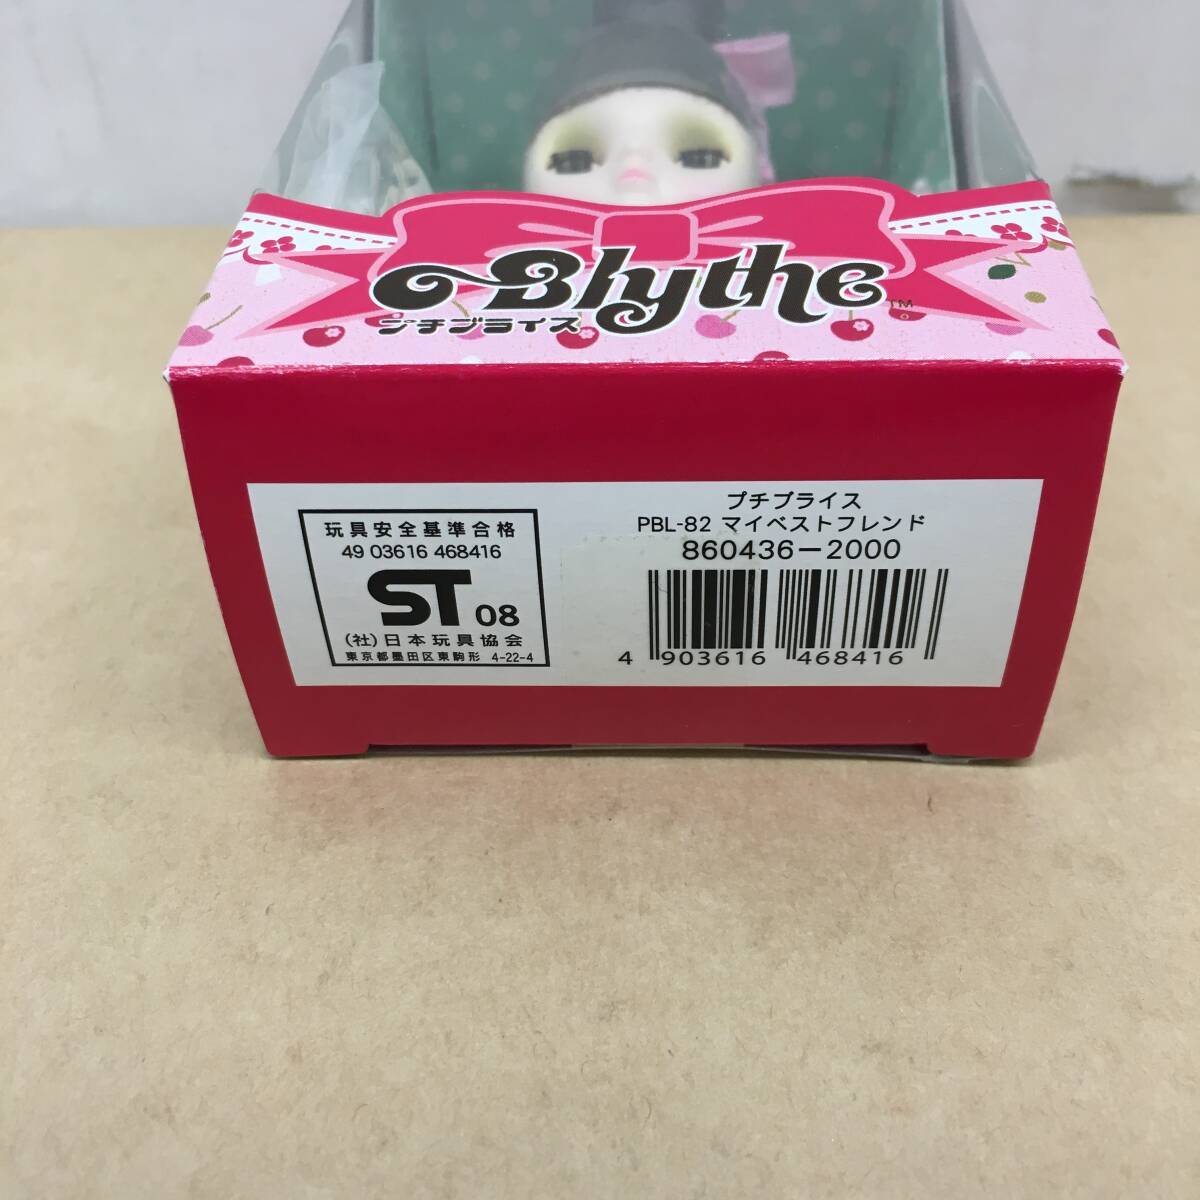 Blythe™
プチブライス
玩具安全基準合格
49 03616 468416
ST 08
(社)日本玩具協会
東京都墨田区東駒形 4-22-4
プチブライス
PBL-82 マイベストフレンド
860436-2000
4 903616 468416